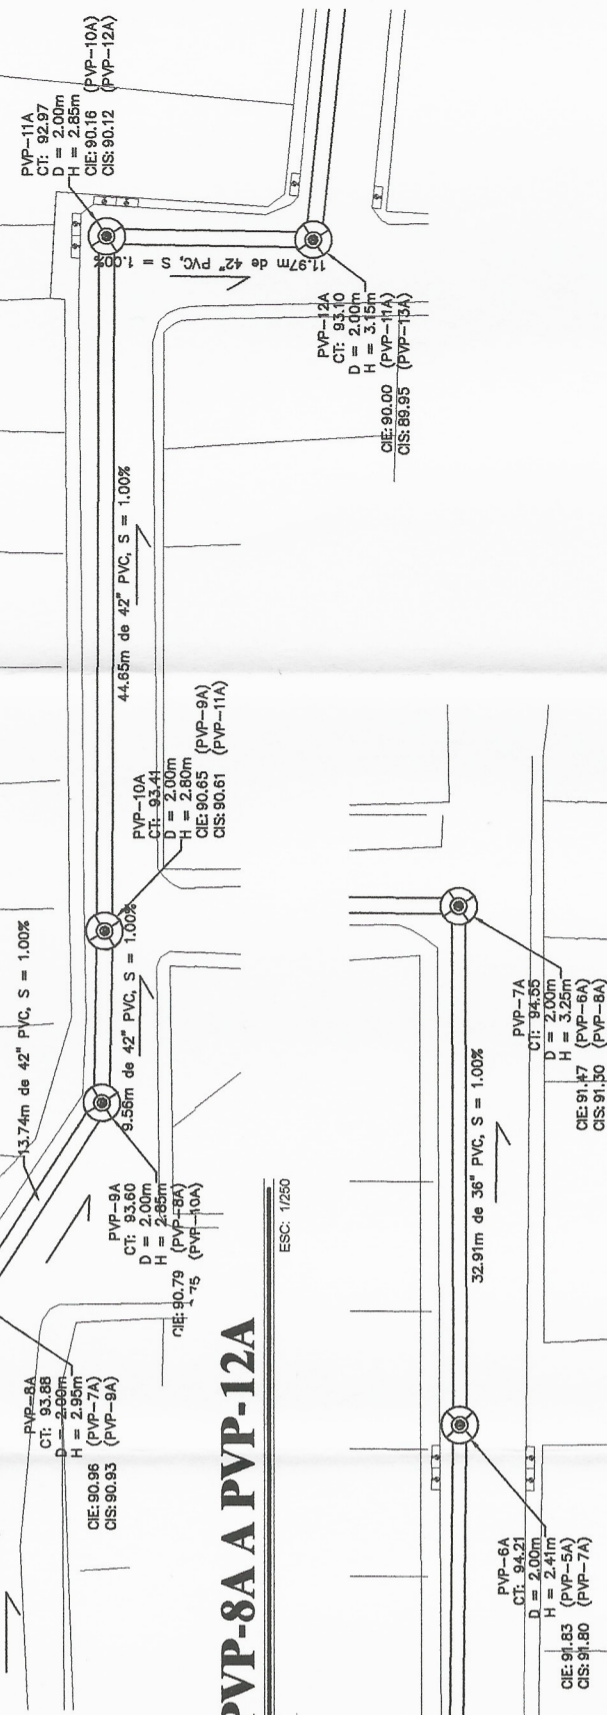 PVP-11A
CT: 92.97
D = 2.00m
H = 2.85m
CIE: 90.16 (PVP-10A)
CIS: 90.12 (PVP-12A)
11.97m de 42" PVC, S = 1.00%
PVP-12A
CT: 93.10
D = 2.00m
H = 3.15m
CIE: 90.00 (PVP-11A)
CIS: 89.95 (PVP-13A)
44.65m de 42" PVC, S = 1.00%
PVP-10A
CT: 93.41
D = 2.00m
H = 2.80m
CIE: 90.65 (PVP-9A)
CIS: 90.61 (PVP-11A)
13.74m de 42" PVC, S = 1.00%
9.56m de 42" PVC, S = 1.00%
PVP-9A
CT: 93.60
D = 2.00m
H = 2.85m
CIE: 90.79 (PVP-8A)
75 (PVP-10A)
PVP-8A
CT: 93.88
D = 2.00m
H = 2.95m
CIE: 90.96 (PVP-7A)
CIS: 90.93 (PVP-9A)
PVP-8A A PVP-12A
ESC: 1/250
PVP-7A
CT: 94.55
D = 2.00m
H = 3.25m
CIE: 91.47 (PVP-6A)
CIS: 91.30 (PVP-8A)
32.91m de 36" PVC, S = 1.00%
PVP-6A
CT: 94.21
D = 2.00m
H = 2.41m
CIE: 91.83 (PVP-5A)
CIS: 91.80 (PVP-7A)